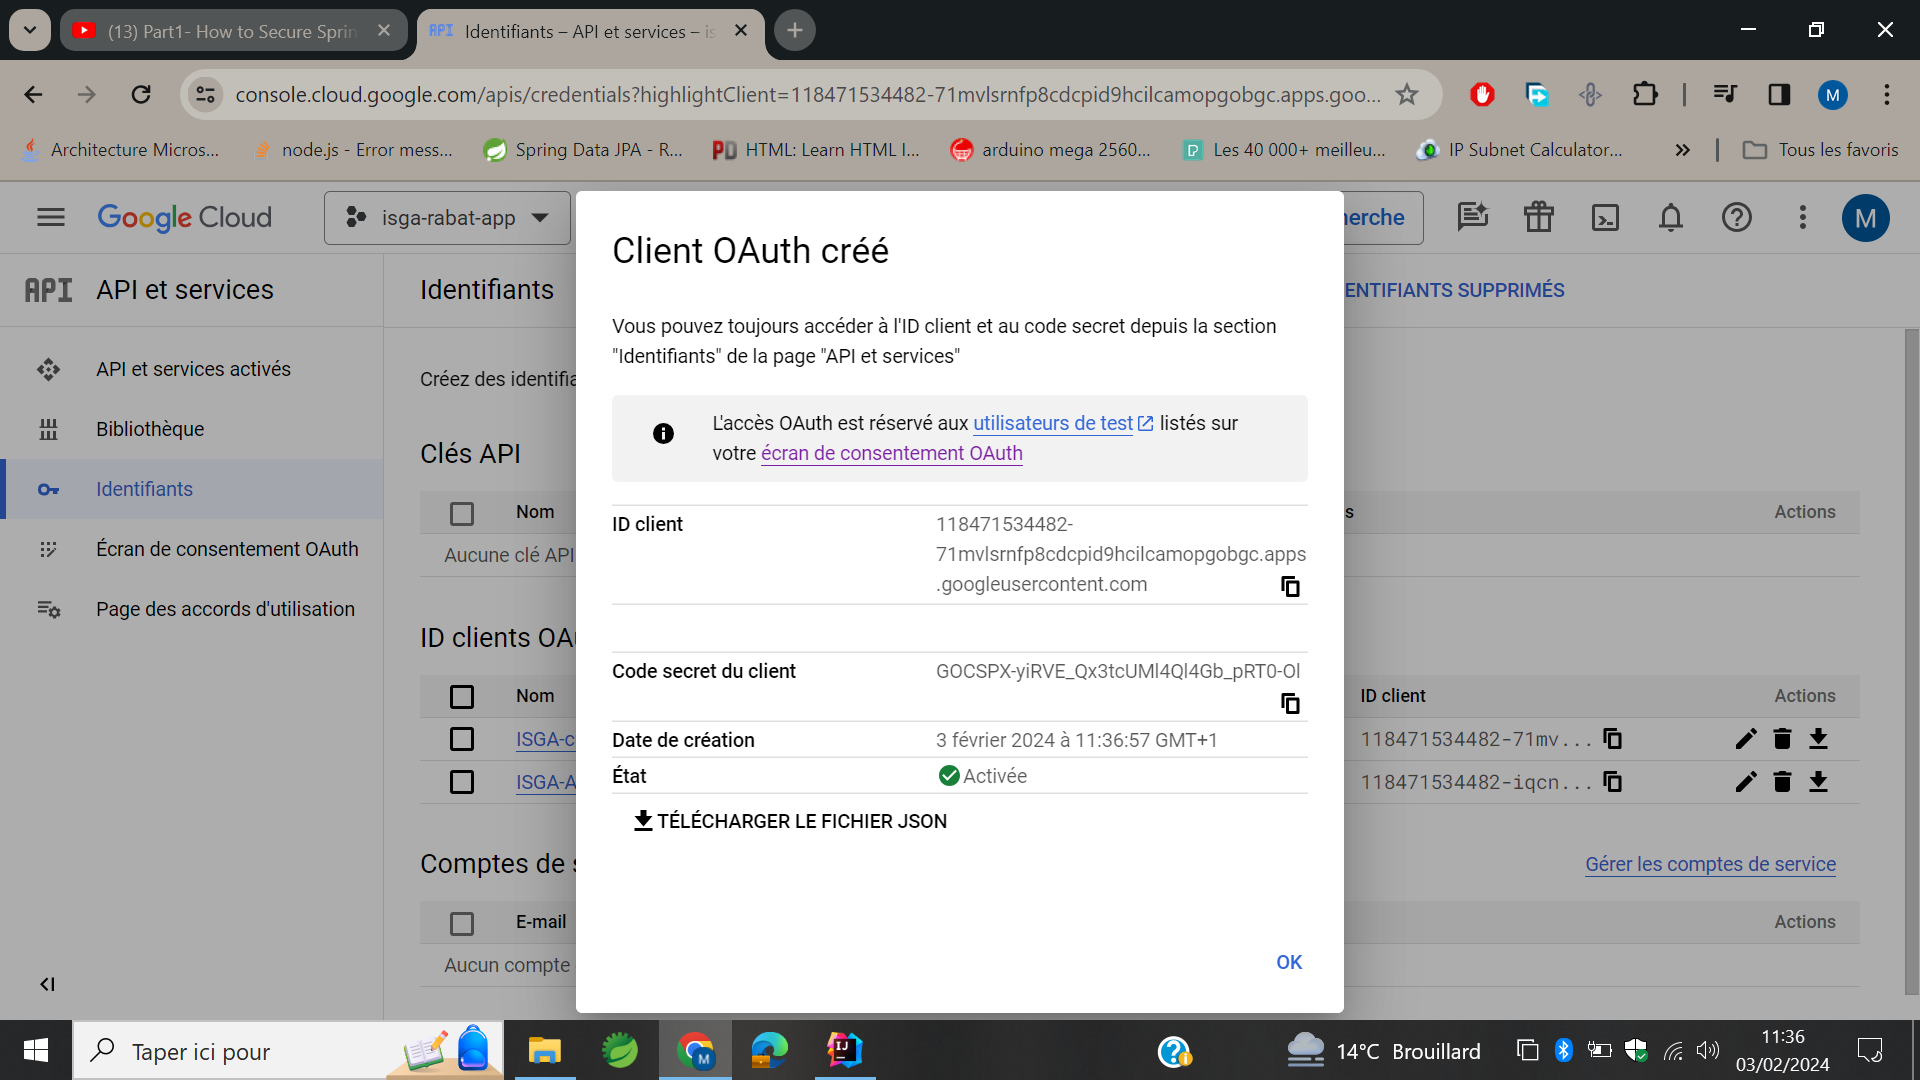 (13) Part1- How to Secure Sprin
Identifiants – API et services – is
console.cloud.google.com/apis/credentials?highlightClient=118471534482-71mvlsrnfp8cdcpid9hcilcamopgobgc.apps.goo...
M
Architecture Micros...
node.js - Error mess...
Spring Data JPA - R...
HTML: Learn HTML I...
arduino mega 2560...
Les 40 000+ meilleu...
IP Subnet Calculator...
Tous les favoris
Google Cloud
isga-rabat-app
herche
M
API API et services
Identifiants
ENTIFIANTS SUPPRIMÉS
API et services activés
Bibliothèque
Identifiants
Écran de consentement OAuth
Page des accords d'utilisation
Créez des identifia
Clés API
Nom
s
Actions
Aucune clé API
ID clients OAu
Nom
ID client
Actions
ISGA-c
118471534482-71mv...
ISGA-A
118471534482-iqcn...
Comptes de s
Gérer les comptes de service
E-mail
Actions
Aucun compte
Client OAuth créé
Vous pouvez toujours accéder à l'ID client et au code secret depuis la section
"Identifiants" de la page "API et services"
L'accès OAuth est réservé aux utilisateurs de test listés sur
votre écran de consentement OAuth
ID client
118471534482-
71mvlsrnfp8cdcpid9hcilcamopgobgc.apps
.googleusercontent.com
Code secret du client
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
Date de création
3 février 2024 à 11:36:57 GMT+1
État
Activée
TÉLÉCHARGER LE FICHIER JSON
OK
Taper ici pour
14°C Brouillard
11:36
03/02/2024